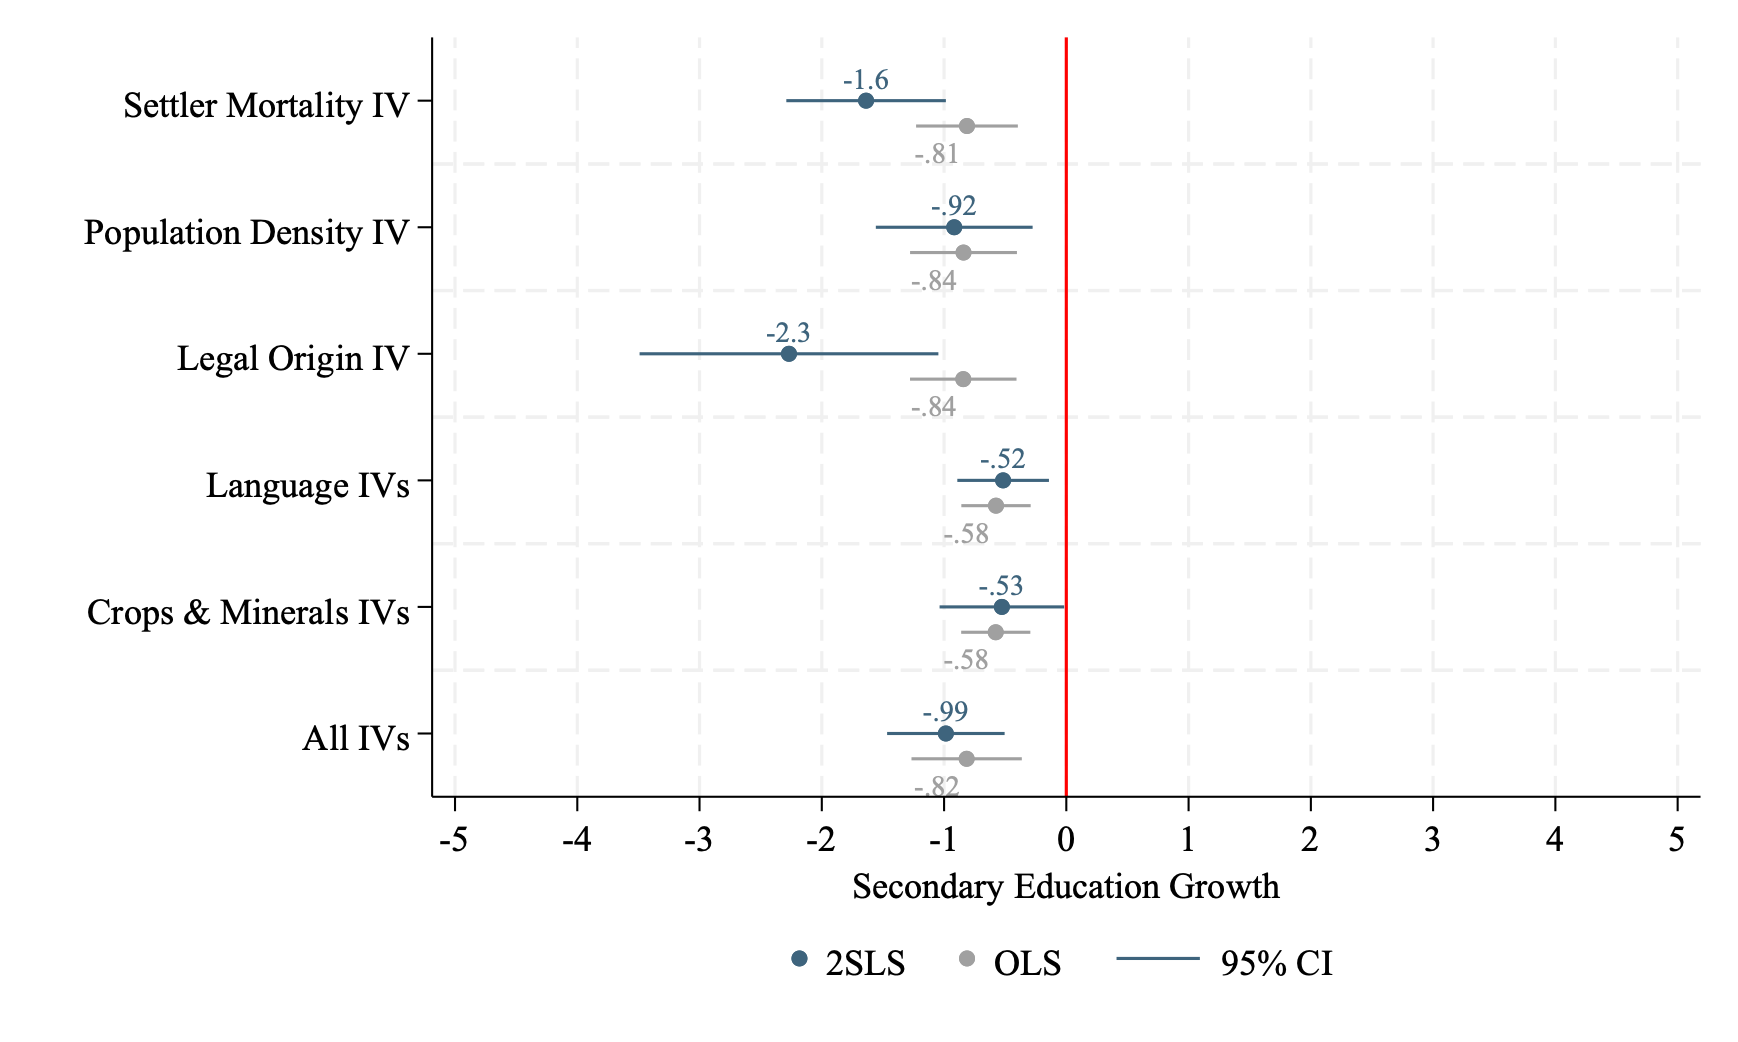 -1.6
Settler Mortality IV
-.81
-.92
Population Density IV
-.84
-2.3
Legal Origin IV
-.84
-.52
Language IVs
-.58
-.53
Crops & Minerals IVs
-.58
-.99
All IVs
-.82
-5 -4 -3 -2 -1 0 1 2 3 4 5
Secondary Education Growth
2SLS OLS 95% CI